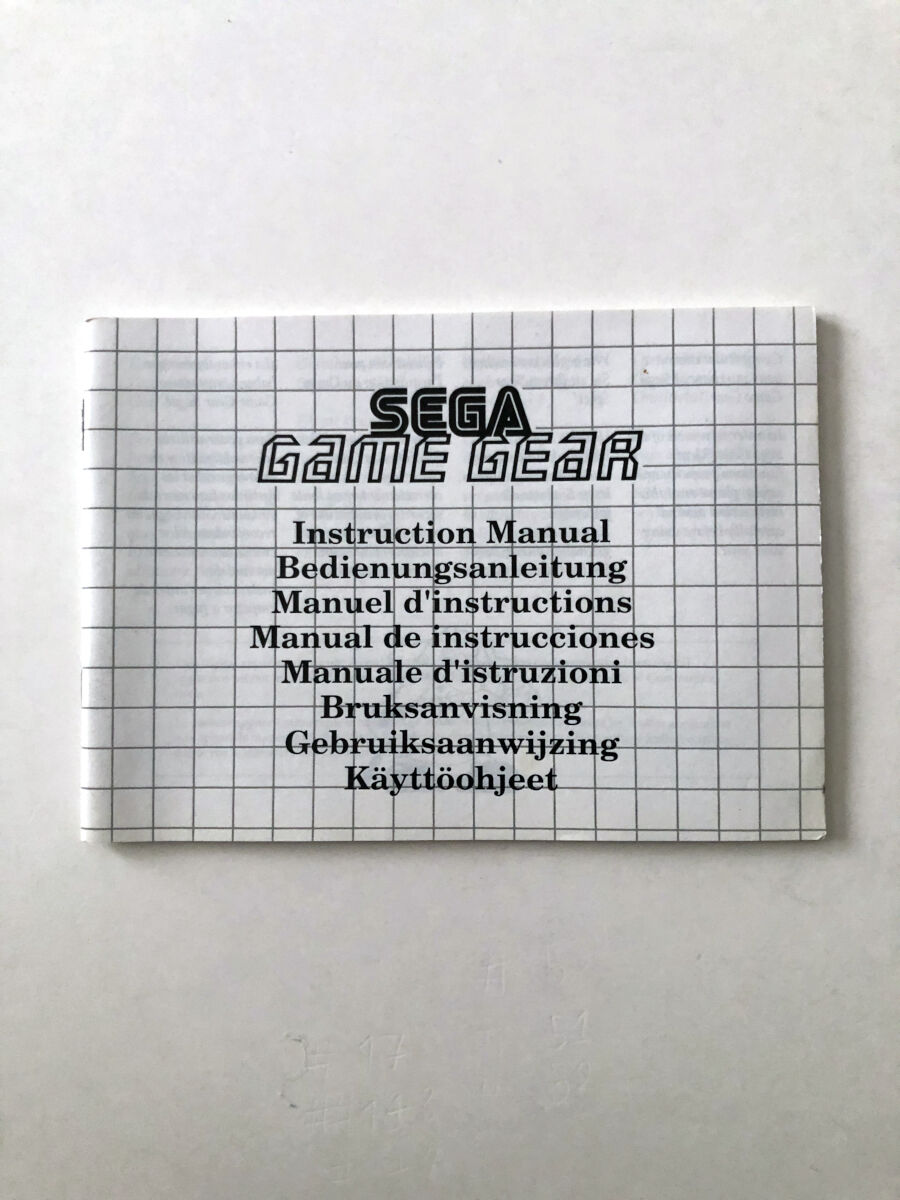 SEGA
GAME GEAR
Instruction Manual
Bedienungsanleitung
Manuel d'instructions
Manual de instrucciones
Manuale d'istruzioni
Bruksanvisning
Gebruiksaanwijzing
Käyttöohjeet